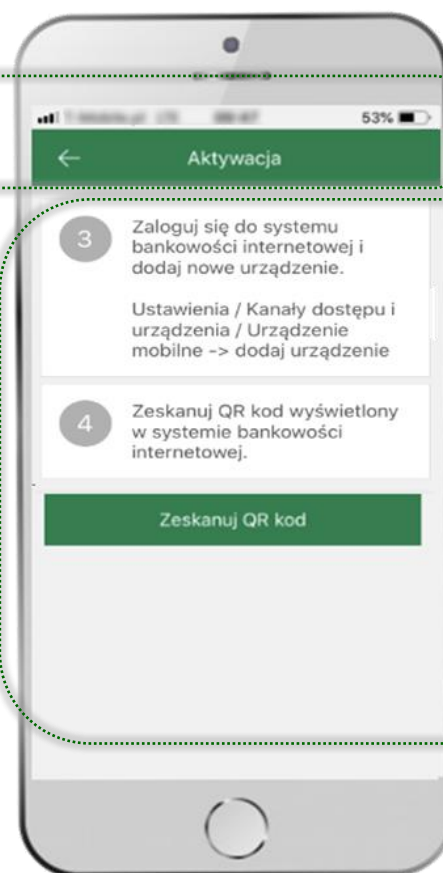 53%
Aktywacja
3
Zaloguj się do systemu
bankowości internetowej i
dodaj nowe urządzenie.
Ustawienia / Kanały dostępu i
urządzenia / Urządzenie
mobilne -> dodaj urządzenie
4
Zeskanuj QR kod wyświetlony
w systemie bankowości
internetowej.
Zeskanuj QR kod